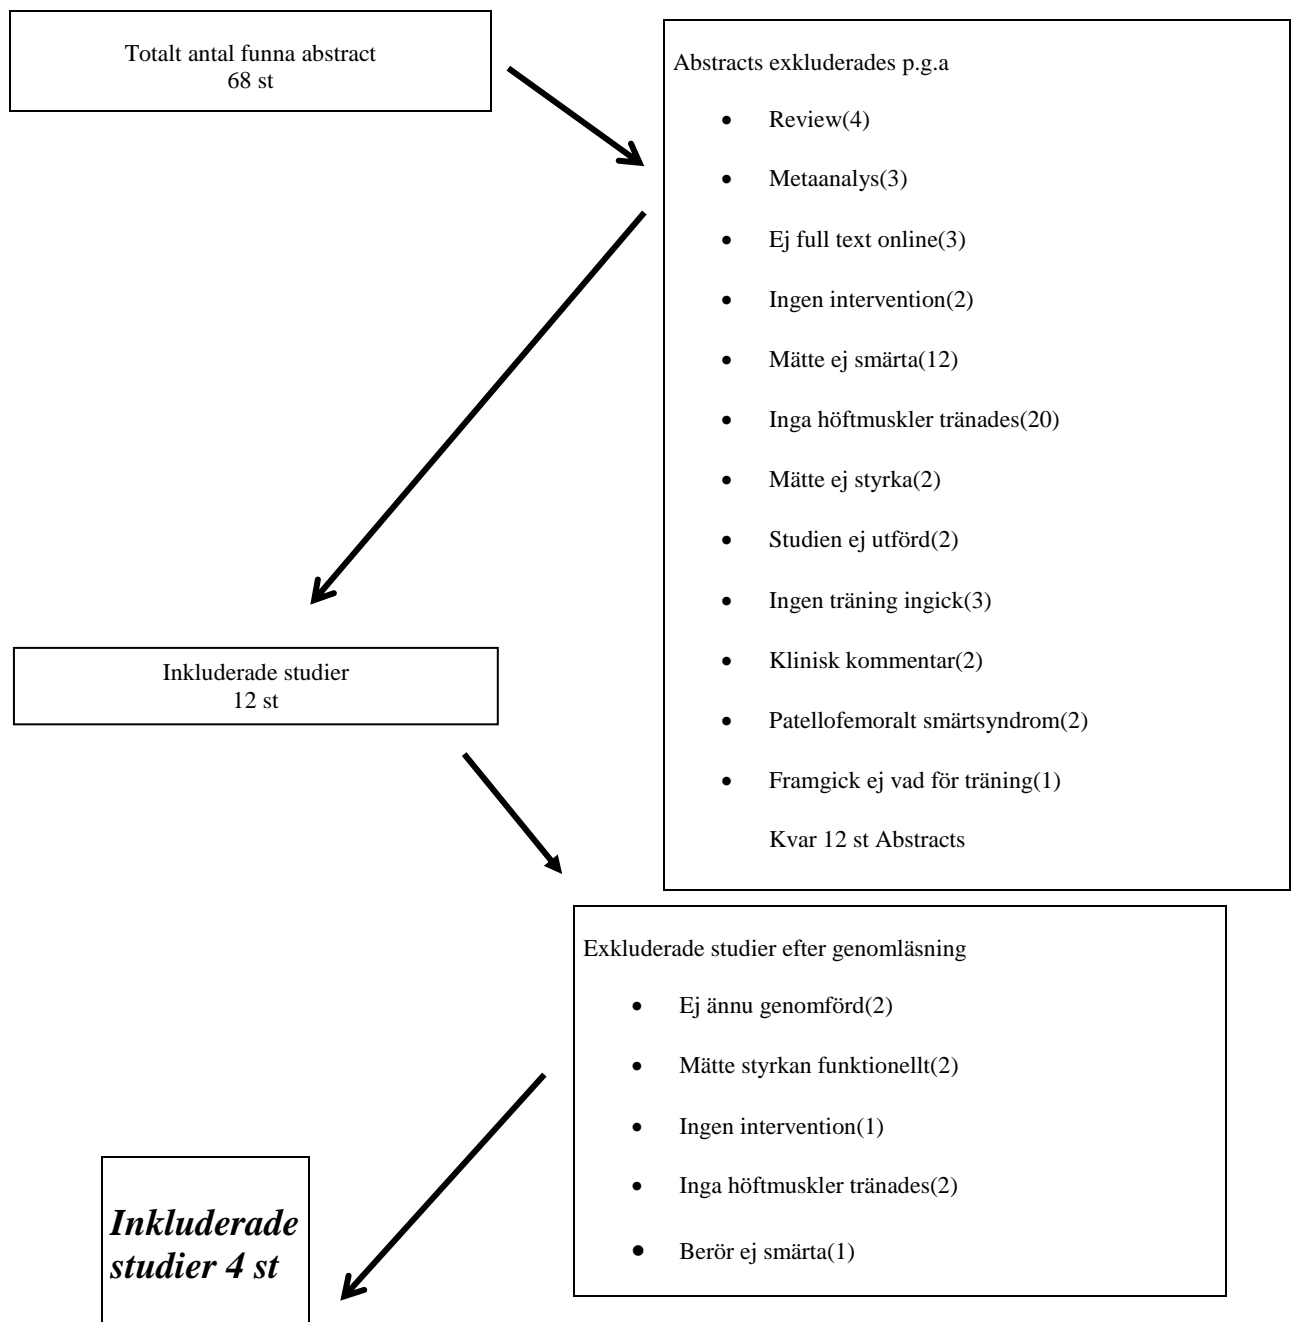 Totalt antal funna abstract
68 st
Abstracts exkluderades p.g.a
• Review(4)
• Metaanalys(3)
• Ej full text online(3)
• Ingen intervention(2)
• Mätte ej smärta(12)
• Inga höftmuskler tränades(20)
• Mätte ej styrka(2)
• Studien ej utförd(2)
• Ingen träning ingick(3)
• Klinisk kommentar(2)
• Patellofemoralt smärtsyndrom(2)
• Framgick ej vad för träning(1)
Kvar 12 st Abstracts
Inkluderade studier
12 st
Exkluderade studier efter genomläsning
• Ej ännu genomförd(2)
• Mätte styrkan funktionellt(2)
• Ingen intervention(1)
• Inga höftmuskler tränades(2)
• Berör ej smärta(1)
Inkluderade
studier 4 st